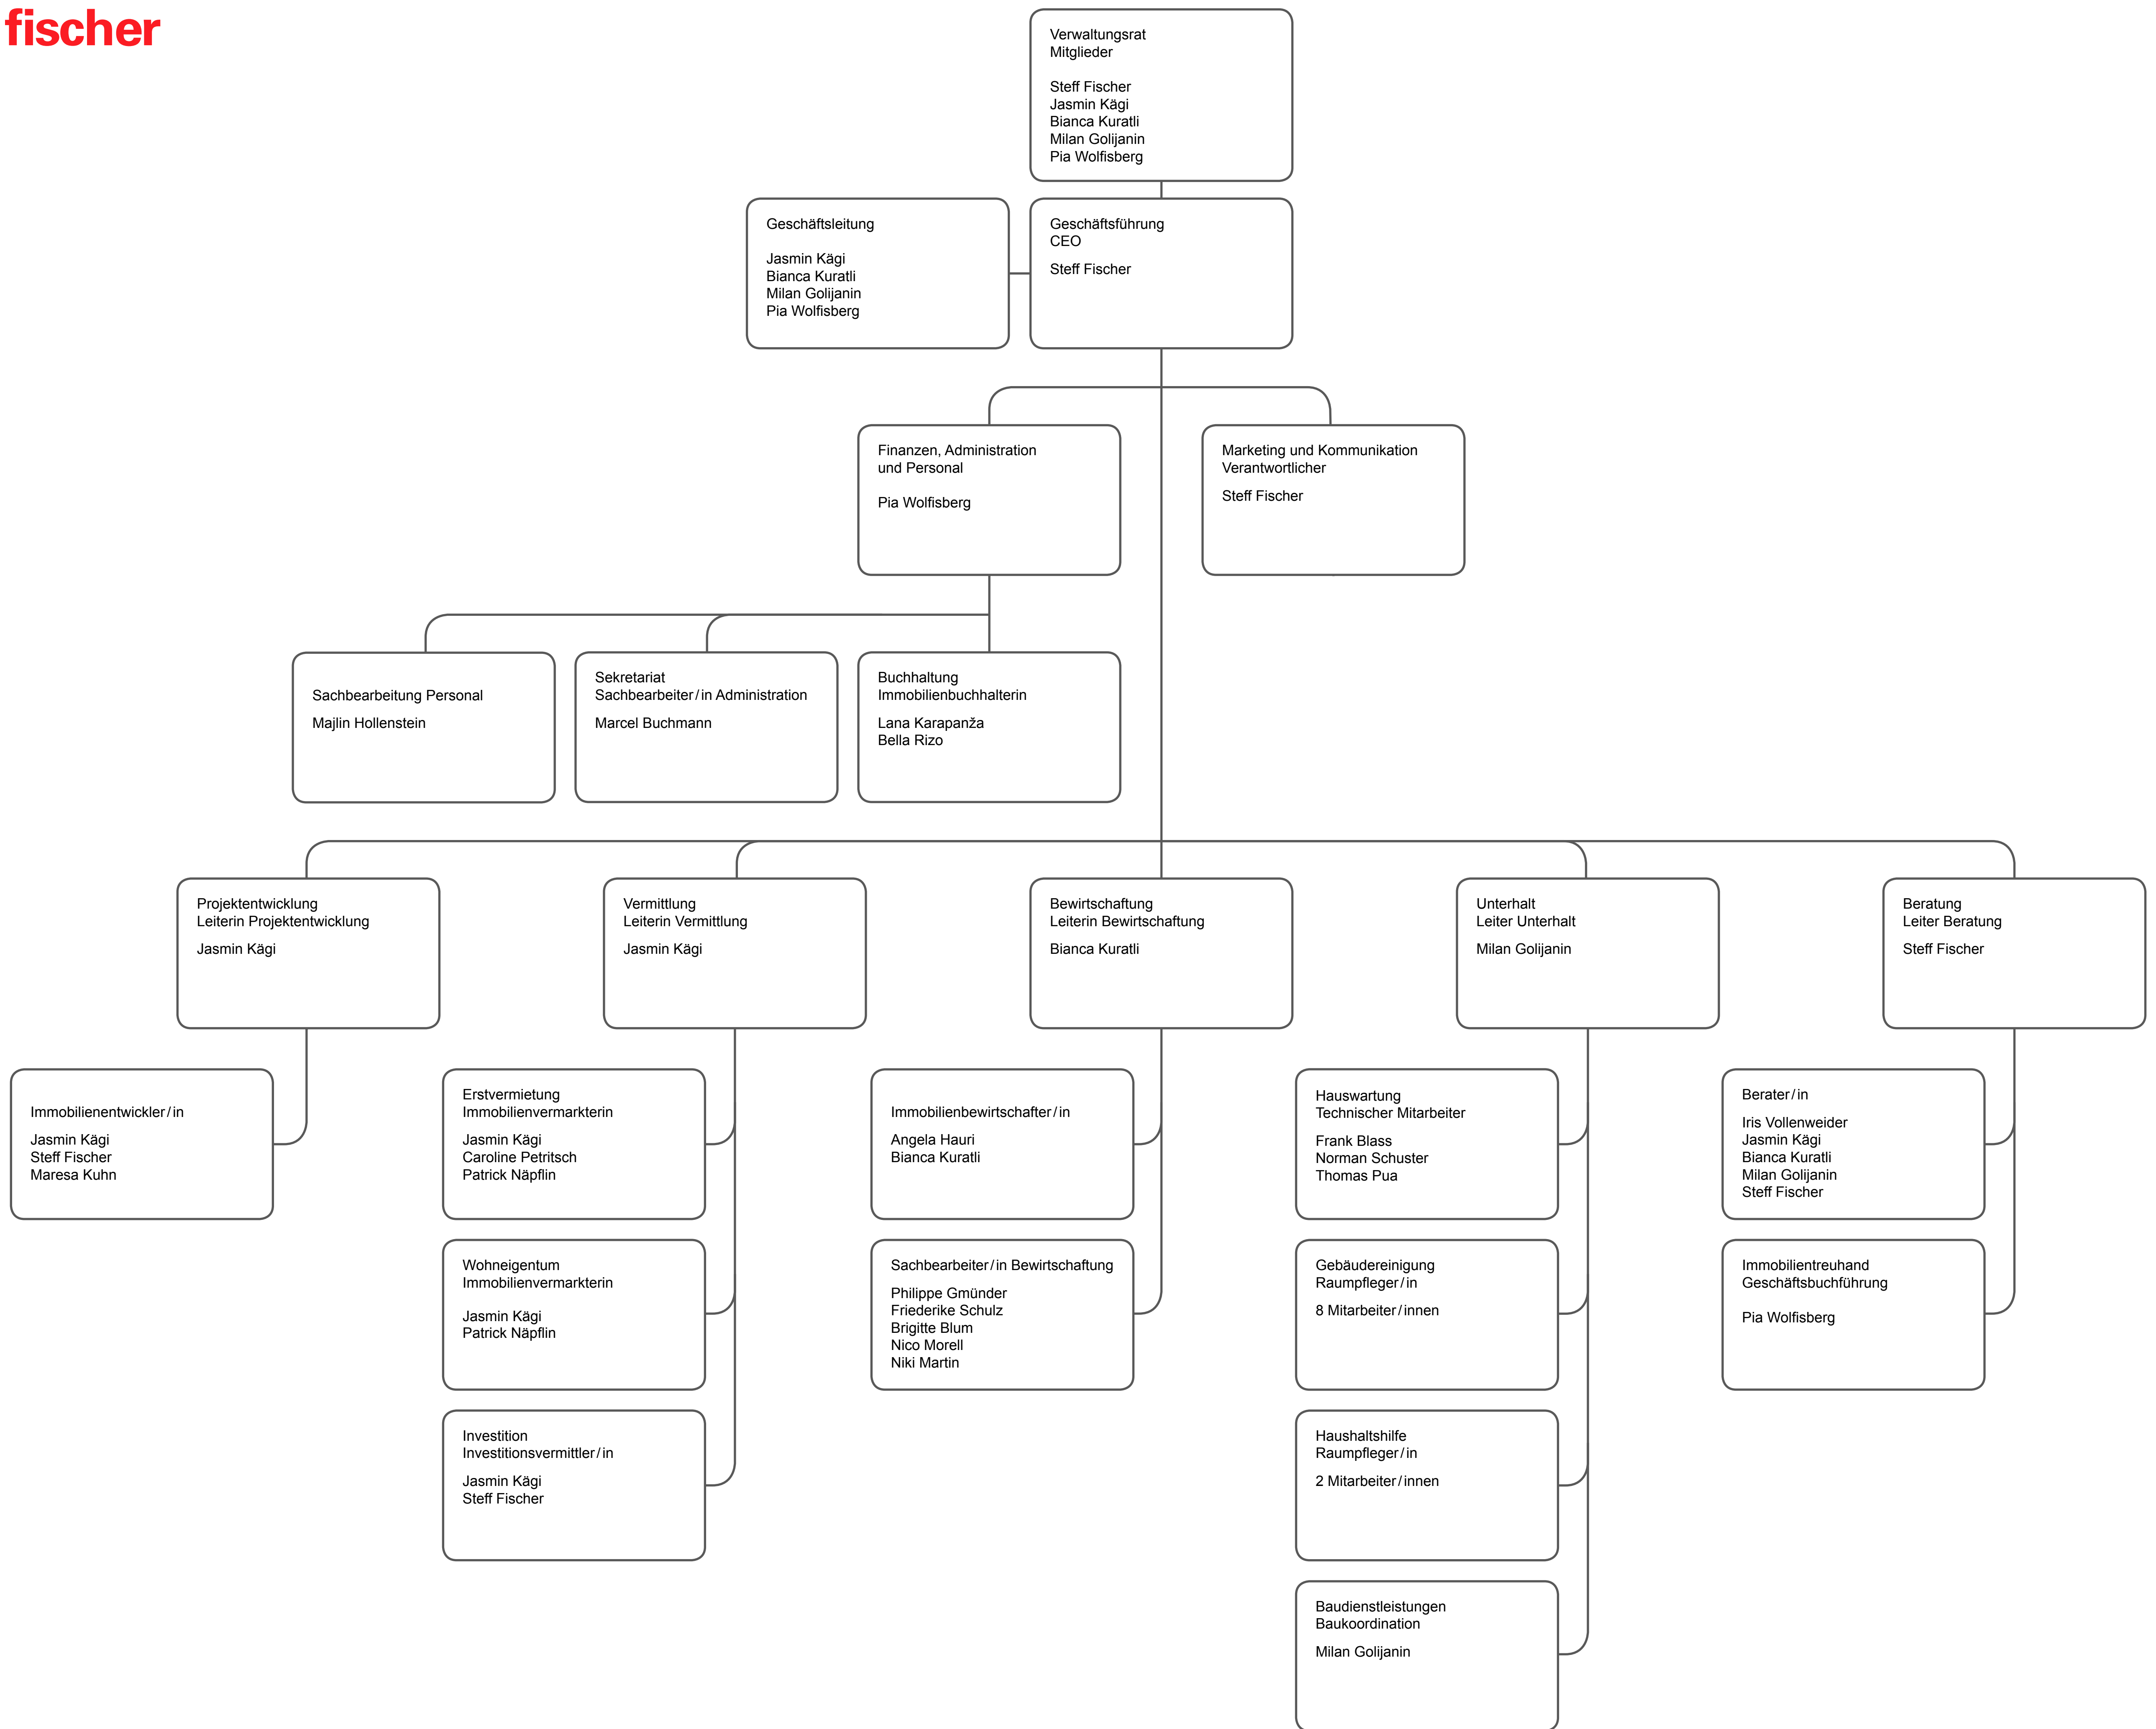 fischer
Verwaltungsrat
Mitglieder
Steff Fischer
Jasmin Kägi
Bianca Kuratli
Milan Golijanin
Pia Wolfisberg
Geschäftsleitung
Jasmin Kägi
Bianca Kuratli
Milan Golijanin
Pia Wolfisberg
Geschäftsführung
CEO
Steff Fischer
Finanzen, Administration
und Personal
Pia Wolfisberg
Marketing und Kommunikation
Verantwortlicher
Steff Fischer
Sachbearbeitung Personal
Majlin Hollenstein
Sekretariat
Sachbearbeiter/in Administration
Marcel Buchmann
Buchhaltung
Immobilienbuchhalterin
Lana Karapanža
Bella Rizo
Projektentwicklung
Leiterin Projektentwicklung
Jasmin Kägi
Vermittlung
Leiterin Vermittlung
Jasmin Kägi
Bewirtschaftung
Leiterin Bewirtschaftung
Bianca Kuratli
Unterhalt
Leiter Unterhalt
Milan Golijanin
Beratung
Leiter Beratung
Steff Fischer
Immobilienentwickler/in
Jasmin Kägi
Steff Fischer
Maresa Kuhn
Erstvermietung
Immobilienvermarkterin
Jasmin Kägi
Caroline Petritsch
Patrick Näpflin
Immobilienbewirtschafter/in
Angela Hauri
Bianca Kuratli
Hauswartung
Technischer Mitarbeiter
Frank Blass
Norman Schuster
Thomas Pua
Berater/in
Iris Vollenweider
Jasmin Kägi
Bianca Kuratli
Milan Golijanin
Steff Fischer
Wohneigentum
Immobilienvermarkterin
Jasmin Kägi
Patrick Näpflin
Sachbearbeiter/in Bewirtschaftung
Philippe Gmünder
Friederike Schulz
Brigitte Blum
Nico Morell
Niki Martin
Gebäudereinigung
Raumpfleger/in
8 Mitarbeiter/innen
Immobilientreuhand
Geschäftsbuchführung
Pia Wolfisberg
Investition
Investitionsvermittler/in
Jasmin Kägi
Steff Fischer
Haushaltshilfe
Raumpfleger/in
2 Mitarbeiter/innen
Baudienstleistungen
Baukoordination
Milan Golijanin